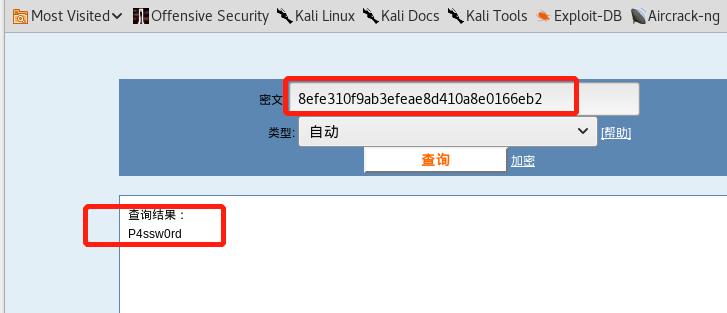 Most Visited Offensive Security Kali Linux Kali Docs Kali Tools Exploit-DB Aircrack-ng
密文: 8efe310f9ab3efeae8d410a8e0166eb2
类型: 自动 [帮助]
查询 加密
查询结果：
P4ssw0rd